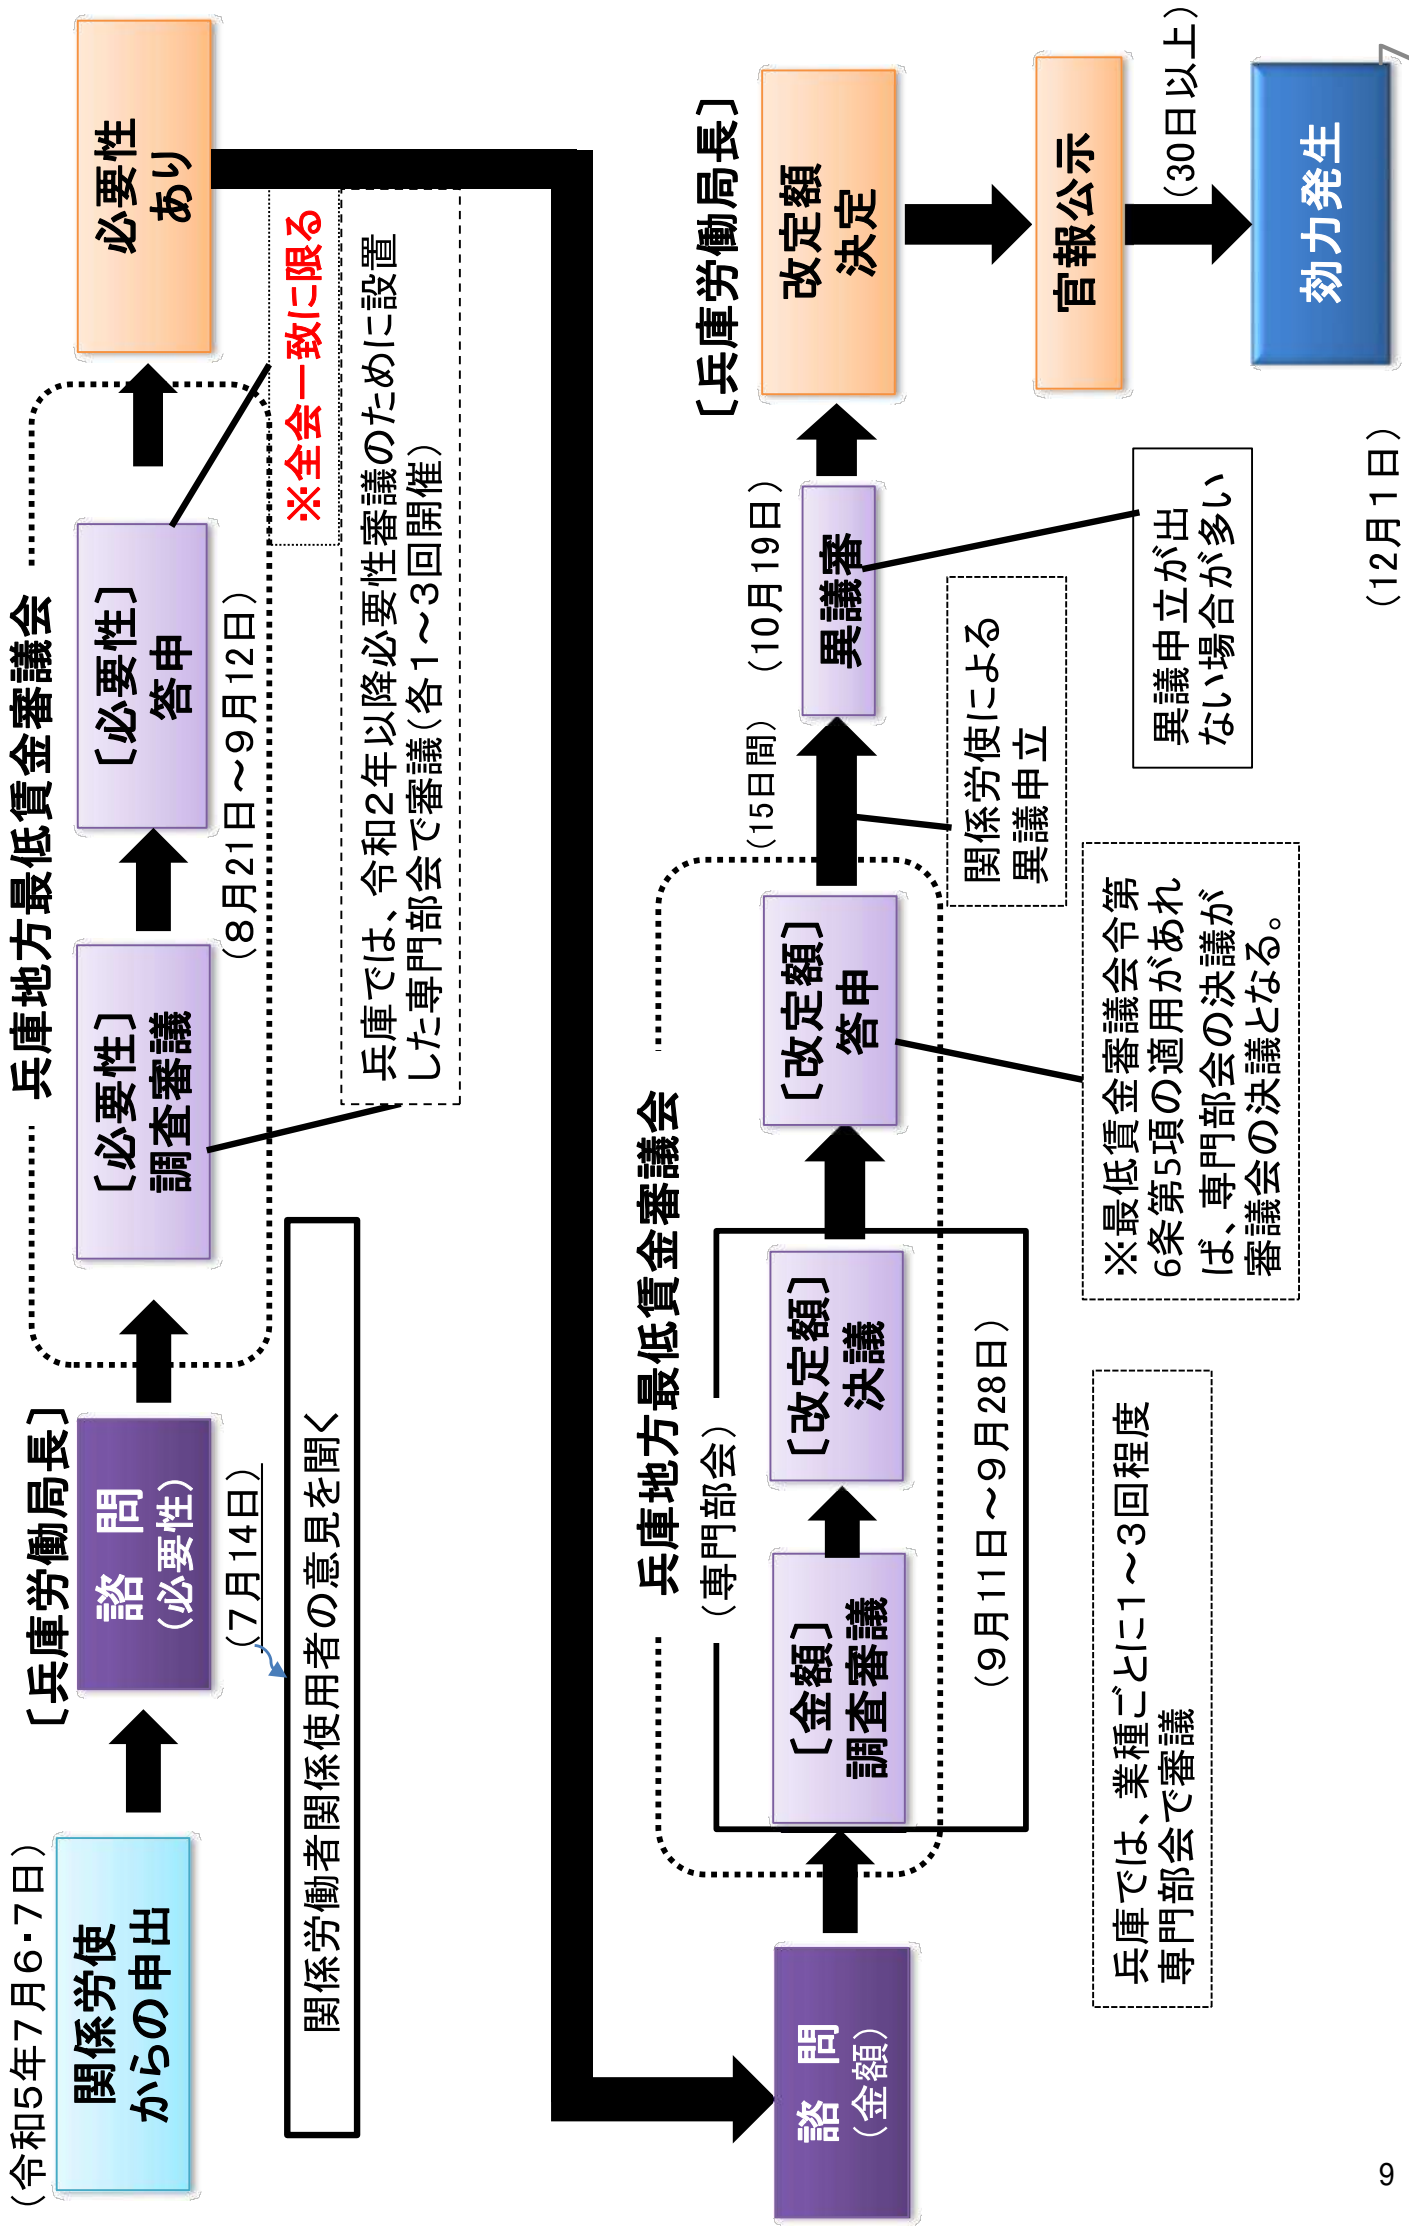 （令和5年７月６・７日）
関係労使
からの申出
〔兵庫労働局長〕
諮　問
（必要性）
（７月14日）
関係労働者関係使用者の意見を聞く
兵庫地方最低賃金審議会
〔必要性〕
調査審議
〔必要性〕
答申
（８月21日～９月12日）
必要性
あり
※全会一致に限る
兵庫では、令和２年以降必要性審議のために設置
した専門部会で審議（各１～３回開催）
諮　問
（金額）
兵庫地方最低賃金審議会
（専門部会）
〔金額〕
調査審議
〔改定額〕
決議
（９月11日～９月28日）
兵庫では、業種ごとに１～３回程度
専門部会で審議
〔改定額〕
答申
※最低賃金審議会令第
6条第5項の適用があれ
ば、専門部会の決議が
審議会の決議となる。
（15日間）
関係労使による
異議申立
（10月19日）
異議審
異議申立が出
ない場合が多い
〔兵庫労働局長〕
改定額
決定
官報公示
（30日以上）
効力発生
（12月１日）
7
9